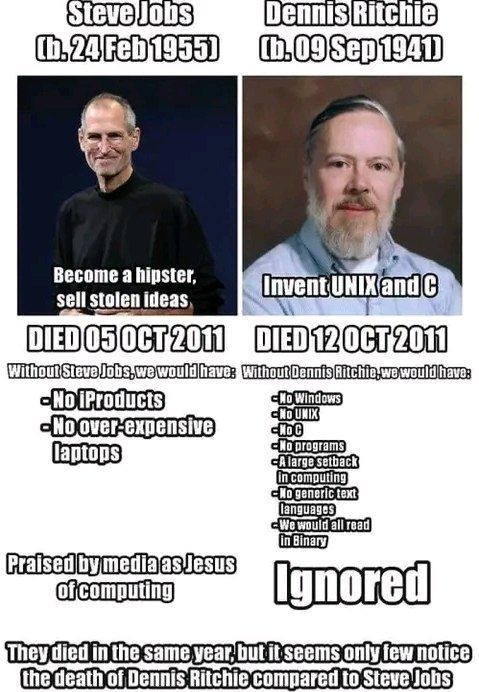 Steve Jobs
(b. 24 Feb 1955)
Become a hipster,
sell stolen ideas
DIED 05 OCT 2011
Without Steve Jobs, we would have:
- No iProducts
- No over-expensive
laptops
Praised by media as Jesus
of computing
Dennis Ritchie
(b. 09 Sep 1941)
Invent UNIX and C
DIED 12 OCT 2011
Without Dennis Ritchie, we would have:
- No Windows
- No UNIX
- No C
- No programs
- A large setback
in computing
- No generic text
languages
- We would all read
in Binary
Ignored
They died in the same year, but it seems only few notice
the death of Dennis Ritchie compared to Steve Jobs